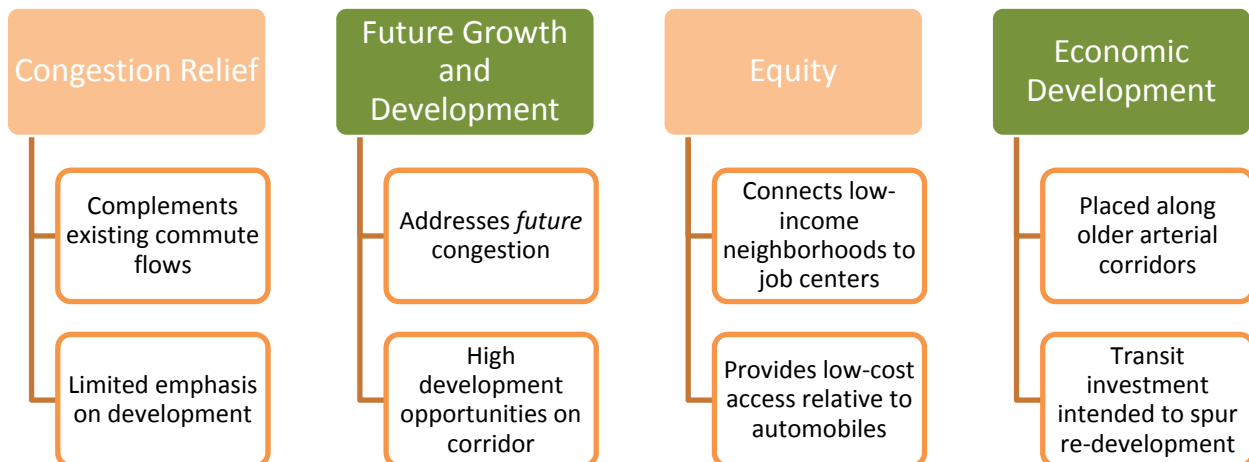 Congestion Relief
Complements
existing commute
flows
Limited emphasis
on development
Future Growth
and
Development
Addresses future
congestion
High
development
opportunities on
corridor
Equity
Connects low-
income
neighborhoods to
job centers
Provides low-cost
access relative to
automobiles
Economic
Development
Placed along
older arterial
corridors
Transit
investment
intended to spur
re-development